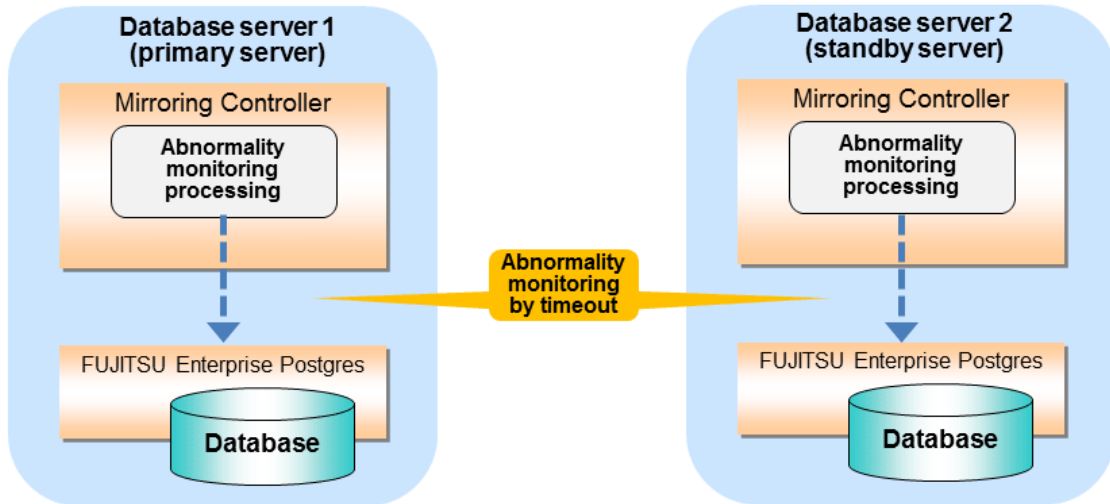 Database server 1
(primary server)
Mirroring Controller
Abnormality
monitoring
processing
FUJITSU Enterprise Postgres
Database
Abnormality
monitoring
by timeout
Database server 2
(standby server)
Mirroring Controller
Abnormality
monitoring
processing
FUJITSU Enterprise Postgres
Database